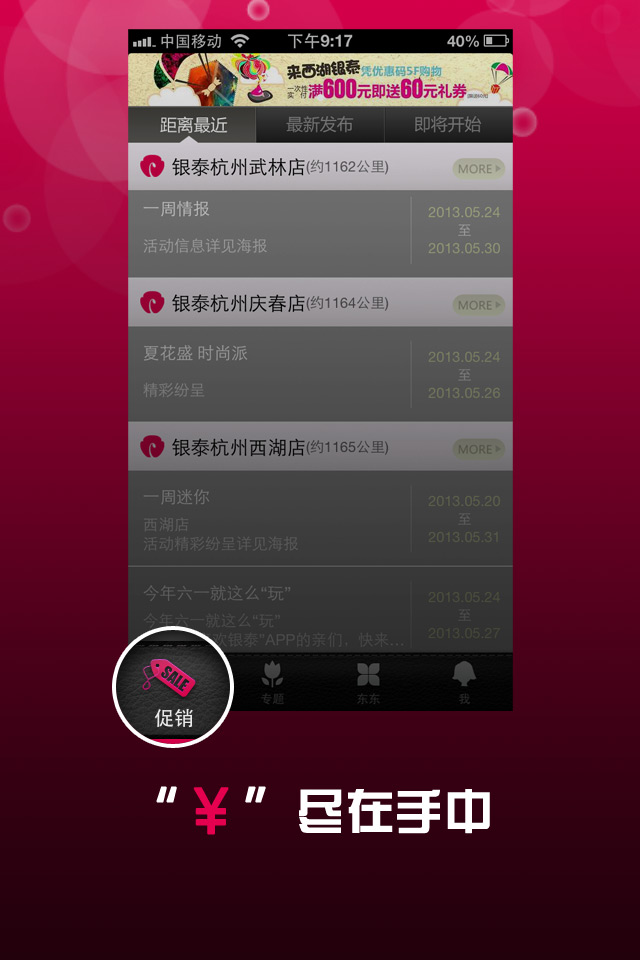 中国移动 下午9:17 40%
来西湖银泰 凭优惠码5F购物
一次性实付 满600元即送60元礼券
距离最近 最新发布 即将开始
银泰杭州武林店(约1162公里) MORE
一周情报
活动信息详见海报
2013.05.24
至
2013.05.30
银泰杭州庆春店(约1164公里) MORE
夏花盛 时尚派
精彩纷呈
2013.05.24
至
2013.05.26
银泰杭州西湖店(约1165公里) MORE
一周迷你
西湖店
活动精彩纷呈详见海报
2013.05.20
至
2013.05.31
今年六一就这么“玩”
今年六一就这么“玩”
欢银泰”APP的亲们，快来…
2013.05.24
至
2013.05.27
SALE
促销 专题 东东 我
“¥”尽在手中